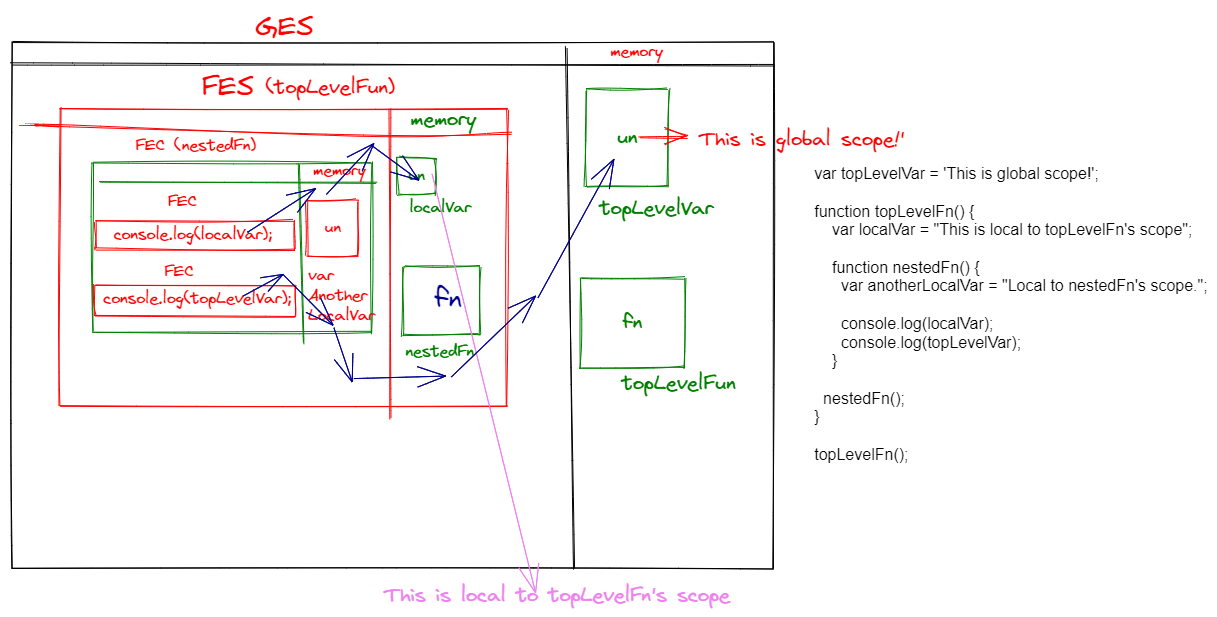 GES
memory
FES (topLevelFun)
memory
FEC (nestedFn)
memory
FEC
console.log(localVar);
un
FEC
console.log(topLevelVar);
var
Another
LocalVar
un
localVar
fn
nestedFn
un
This is global scope!'
topLevelVar
fn
topLevelFun
This is local to topLevelFn's scope
var topLevelVar = 'This is global scope!';
function topLevelFn() {
var localVar = "This is local to topLevelFn's scope";
function nestedFn() {
var anotherLocalVar = "Local to nestedFn's scope.";
console.log(localVar);
console.log(topLevelVar);
}
nestedFn();
}
topLevelFn();